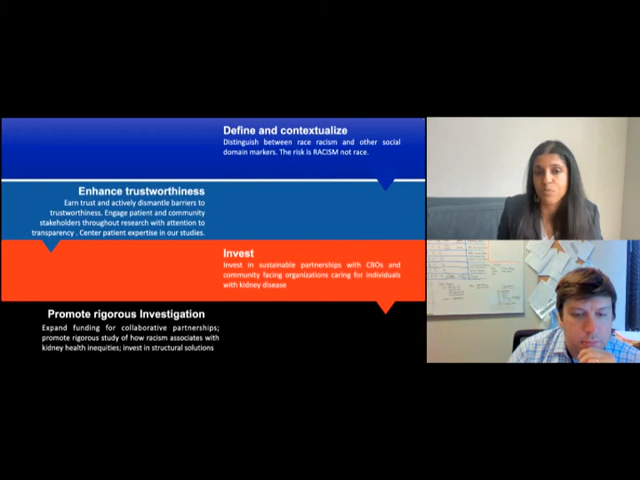 Define and contextualize
Distinguish between race racism and other social
domain markers. The risk is RACISM not race.
Enhance trustworthiness
Earn trust and actively dismantle barriers to
trustworthiness. Engage patient and community
stakeholders throughout research with attention to
transparency . Center patient expertise in our studies.
Invest
Invest in sustainable partnerships with CBOs and
community facing organizations caring for individuals
with kidney disease
Promote rigorous Investigation
Expand funding for collaborative partnerships;
promote rigorous study of how racism associates with
kidney health inequities; invest in structural solutions